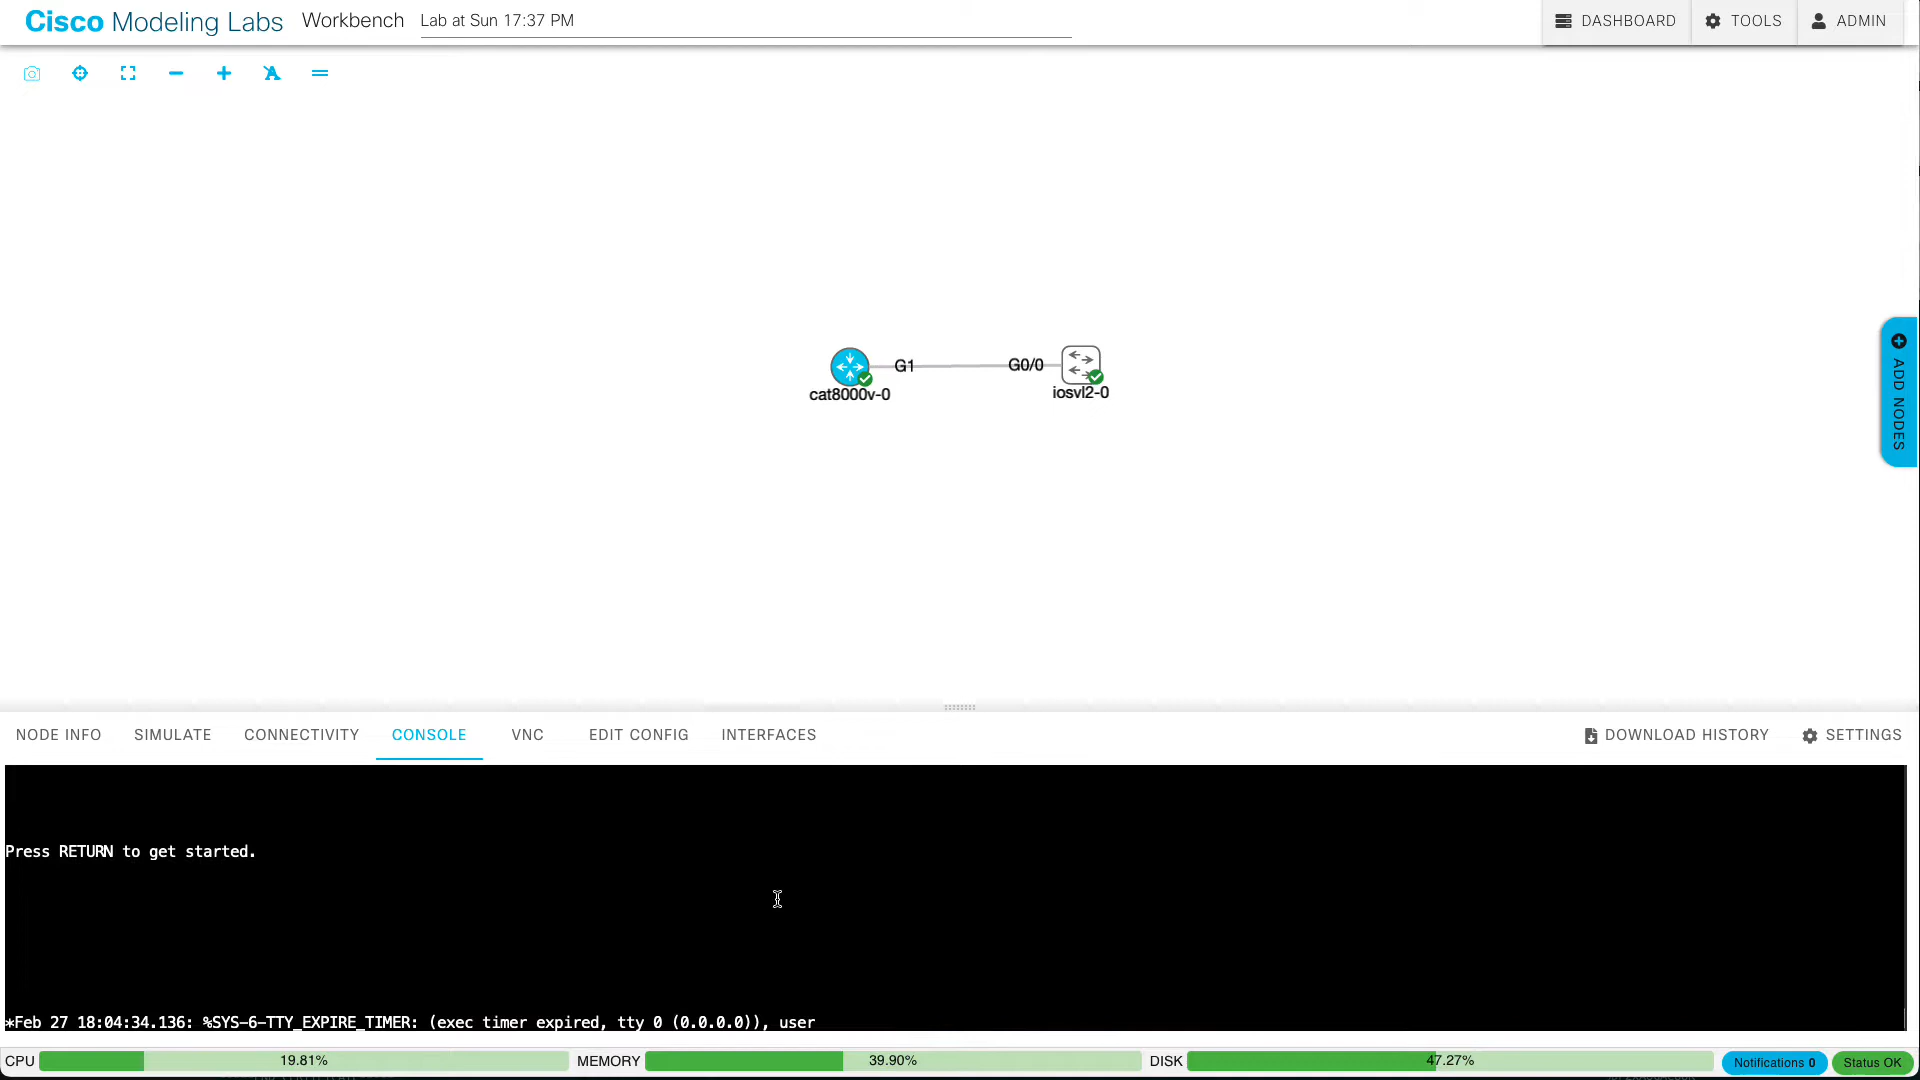 Cisco Modeling Labs Workbench Lab at Sun 17:37 PM DASHBOARD TOOLS ADMIN
G1 G0/0
cat8000v-0 iosvl2-0
ADD NODES
NODE INFO SIMULATE CONNECTIVITY CONSOLE VNC EDIT CONFIG INTERFACES DOWNLOAD HISTORY SETTINGS
Press RETURN to get started.
*Feb 27 18:04:34.136: %SYS-6-TTY_EXPIRE_TIMER: (exec timer expired, tty 0 (0.0.0.0)), user
CPU 19.81% MEMORY 39.90% DISK 47.27% Notifications 0 Status OK